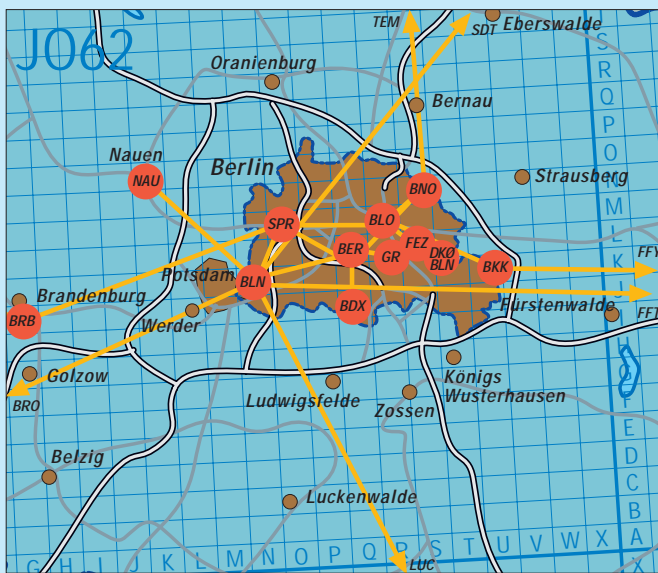 TEM
SDT
Eberswalde
JO62
Oranienburg
Bernau
Nauen
Berlin
NAU
BNO
Strausberg
SPR
BLO
FEZ
BER
GR
DKØ
BLN
BKK
FFY
Potsdam
BLN
Brandenburg
BRB
Werder
BDX
Fürstenwalde
FFT
Golzow
BRO
Ludwigsfelde
Königs
Wusterhausen
Zossen
Belzig
Luckenwalde
LUC
S
R
Q
P
O
N
M
L
K
J
H
G
F
E
D
C
B
A
G H I J K L M N O P Q R S T U V W X X